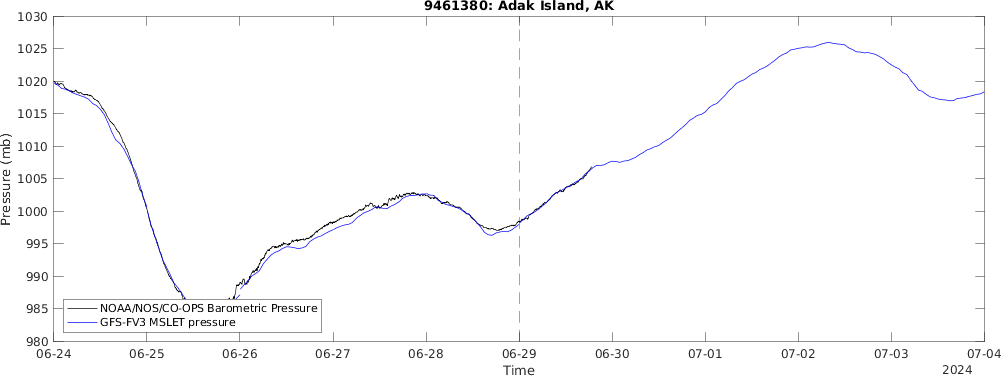 9461380: Adak Island, AK
1030
1025
1020
1015
1010
1005
1000
995
990
985
980
Pressure (mb)
NOAA/NOS/CO-OPS Barometric Pressure
GFS-FV3 MSLET pressure
06-24 06-25 06-26 06-27 06-28 06-29 06-30 07-01 07-02 07-03 07-04
Time
2024